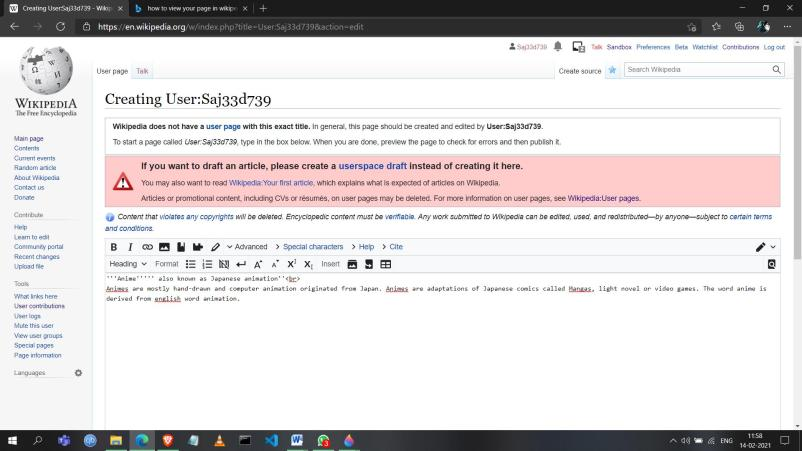 Creating User:Saj33d739 - Wikip
how to view your page in wikipe
https://en.wikipedia.org/w/index.php?title=User:Saj33d739&action=edit
Saj33d739 Talk Sandbox Preferences Beta Watchlist Contributions Log out
User page Talk Create source Search Wikipedia
WIKIPEDIA
The Free Encyclopedia
Main page
Contents
Current events
Random article
About Wikipedia
Contact us
Donate
Contribute
Help
Learn to edit
Community portal
Recent changes
Upload file
Tools
What links here
User contributions
User logs
Mute this user
View user groups
Special pages
Page information
Languages
Creating User:Saj33d739
Wikipedia does not have a user page with this exact title. In general, this page should be created and edited by User:Saj33d739.
To start a page called User:Saj33d739, type in the box below. When you are done, preview the page to check for errors and then publish it.
If you want to draft an article, please create a userspace draft instead of creating it here.
You may also want to read Wikipedia:Your first article, which explains what is expected of articles on Wikipedia.
Articles or promotional content, including CVs or résumés, on user pages may be deleted. For more information on user pages, see Wikipedia:User pages.
Content that violates any copyrights will be deleted. Encyclopedic content must be verifiable. Any work submitted to Wikipedia can be edited, used, and redistributed—by anyone—subject to certain terms
and conditions.
B I Advanced Special characters Help Cite
Heading Format Insert
'''Anime''''' also known as Japanese animation''<br>
Animes are mostly hand-drawn and computer animation originated from Japan. Animes are adaptations of Japanese comics called Mangas, light novel or video games. The word anime is
derived from english word animation.
ENG
11:58
14-02-2021